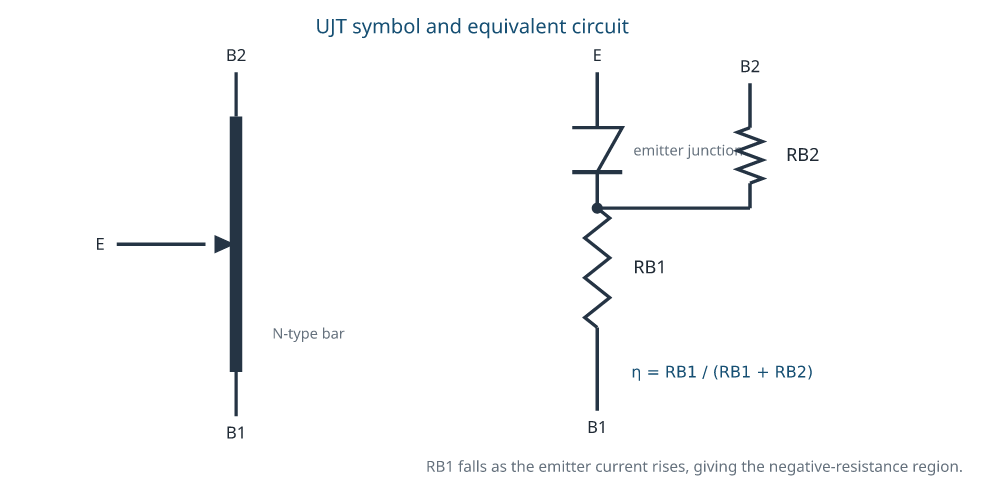 UJT symbol and equivalent circuit
B2
E
N-type bar
B1
E
B2
emitter junction
RB2
RB1
η = RB1 / (RB1 + RB2)
B1
RB1 falls as the emitter current rises, giving the negative-resistance region.